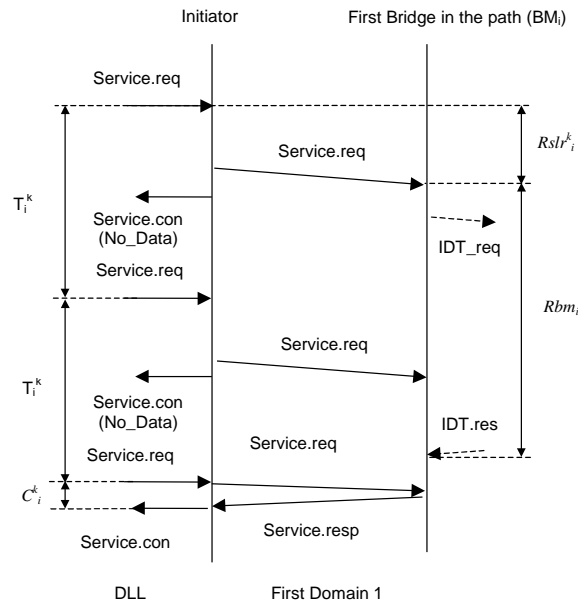 Initiator
First Bridge in the path (BMᵢ)
Service.req
Rslrᵏᵢ
Service.req
Tᵢᵏ
Service.con
(No_Data)
IDT_req
Service.req
Rbmᵢ
Service.req
Tᵢᵏ
Service.con
(No_Data)
IDT.res
Service.req
Service.req
Cᵏᵢ
Service.resp
Service.con
DLL
First Domain 1